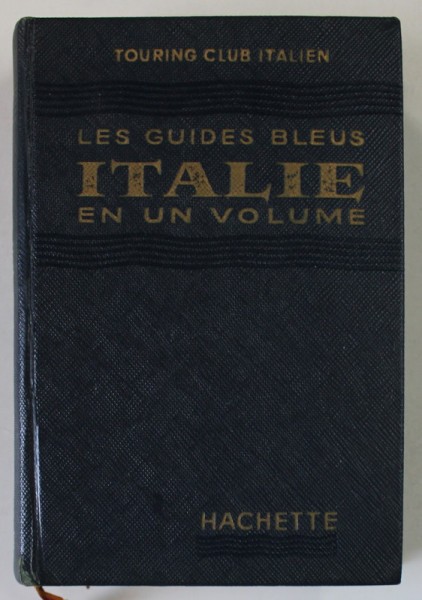 TOURING CLUB ITALIEN
LES GUIDES BLEUS
ITALIE
EN UN VOLUME
HACHETTE